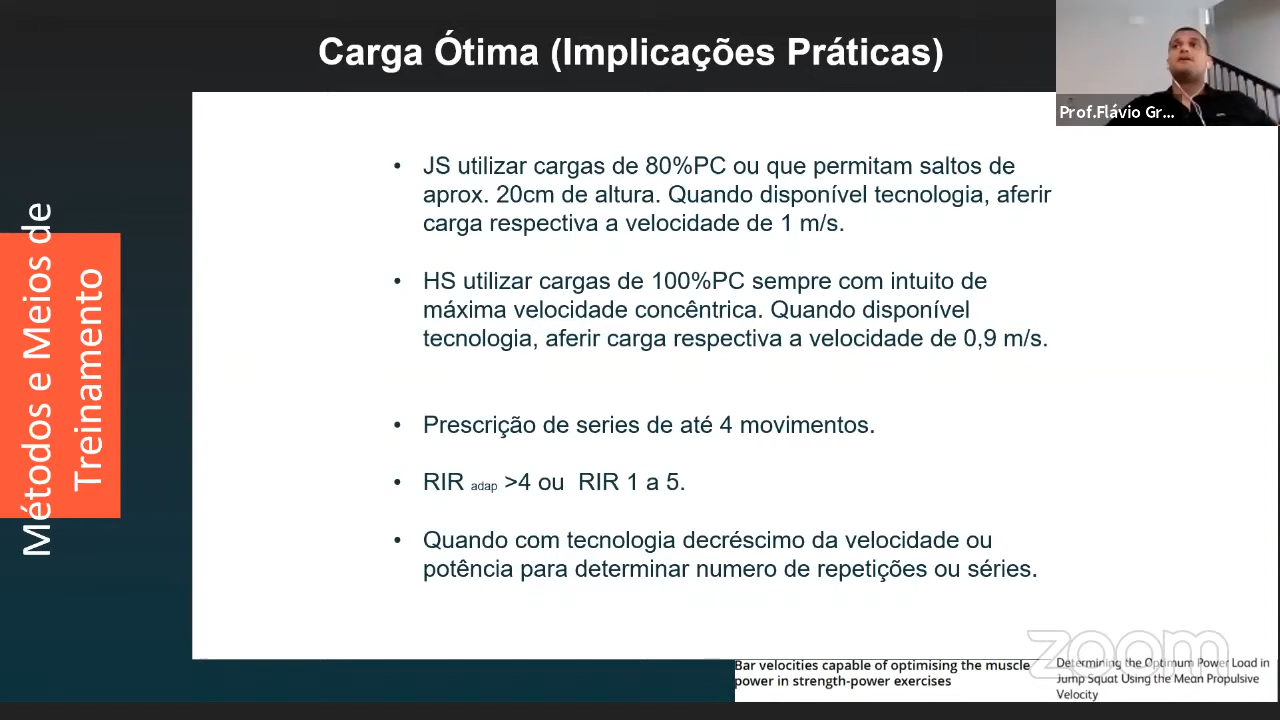 Carga Ótima (Implicações Práticas)
Prof.Flávio Gr...
Métodos e Meios de
Treinamento
• JS utilizar cargas de 80%PC ou que permitam saltos de
aprox. 20cm de altura. Quando disponível tecnologia, aferir
carga respectiva a velocidade de 1 m/s.
• HS utilizar cargas de 100%PC sempre com intuito de
máxima velocidade concêntrica. Quando disponível
tecnologia, aferir carga respectiva a velocidade de 0,9 m/s.
• Prescrição de series de até 4 movimentos.
• RIR adap >4 ou RIR 1 a 5.
• Quando com tecnologia decréscimo da velocidade ou
potência para determinar numero de repetições ou séries.
zoom
Bar velocities capable of optimising the muscle
power in strength-power exercises
Determining the Optimum Power Load in
Jump Squat Using the Mean Propulsive
Velocity